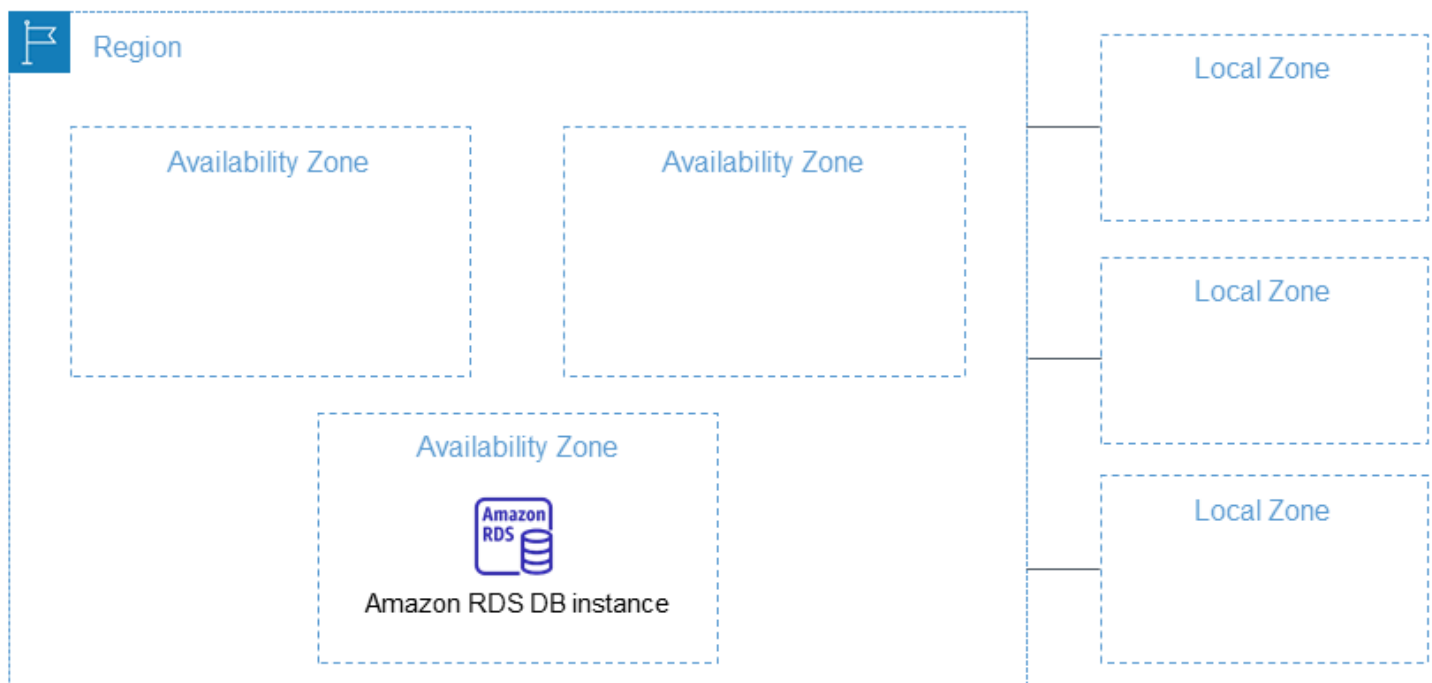 Region
Local Zone
Availability Zone
Availability Zone
Local Zone
Availability Zone
Amazon
RDS
Amazon RDS DB instance
Local Zone